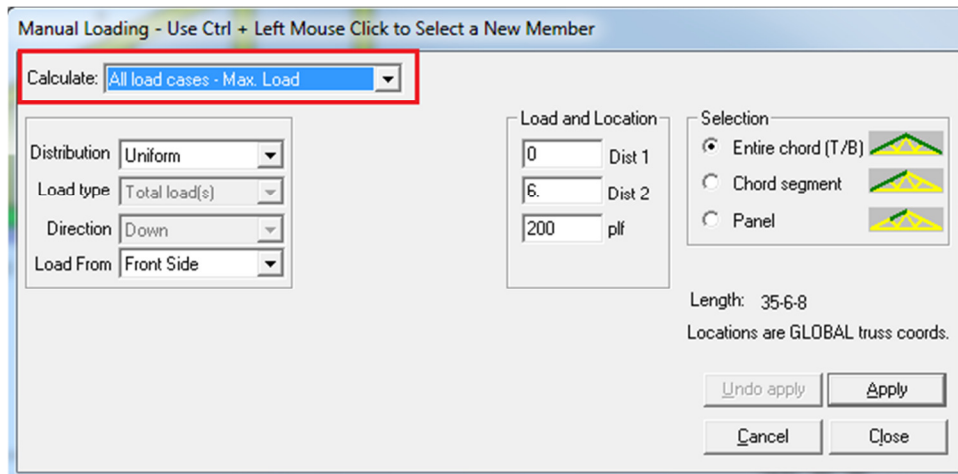 Manual Loading - Use Ctrl + Left Mouse Click to Select a New Member
Calculate: All load cases - Max. Load
Distribution Uniform
Load type Total load(s)
Direction Down
Load From Front Side
Load and Location
0 Dist 1
6. Dist 2
200 plf
Selection
Entire chord (T/B)
Chord segment
Panel
Length: 35-6-8
Locations are GLOBAL truss coords.
Undo apply Apply
Cancel Close